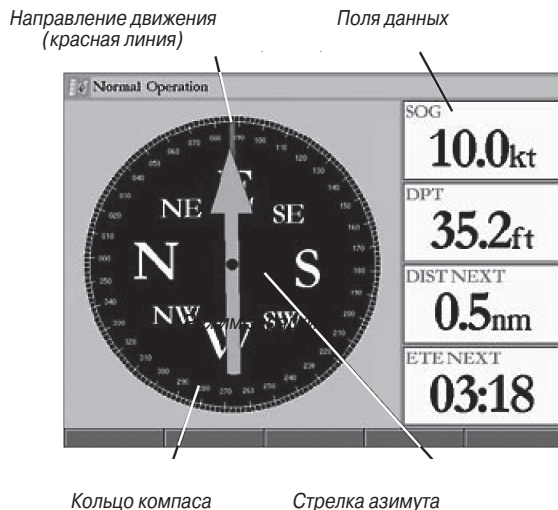 Направление движения
(красная линия)
Поля данных
Normal Operation
SOG
10.0kt
DPT
35.2ft
DIST NEXT
0.5nm
ETE NEXT
03:18
NE
SE
N
S
NW
SW
W
Кольцо компаса
Стрелка азимута